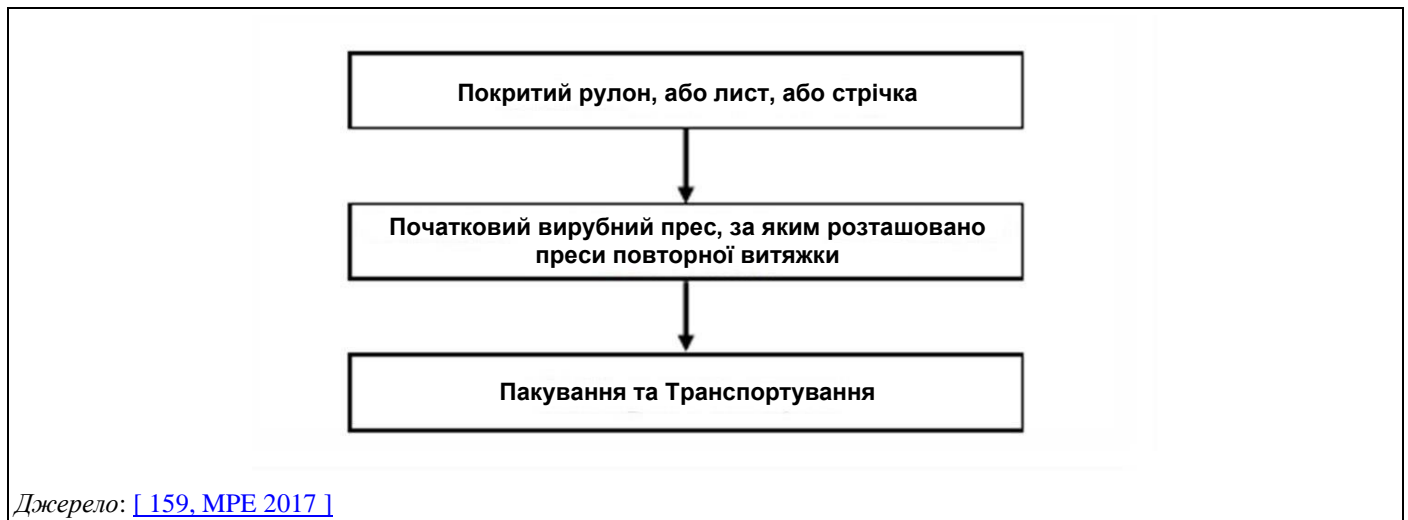 Покритий рулон, або лист, або стрічка
Початковий вирубний прес, за яким розташовано
преси повторної витяжки
Пакування та Транспортування
Джерело: [ 159, MPE 2017 ]